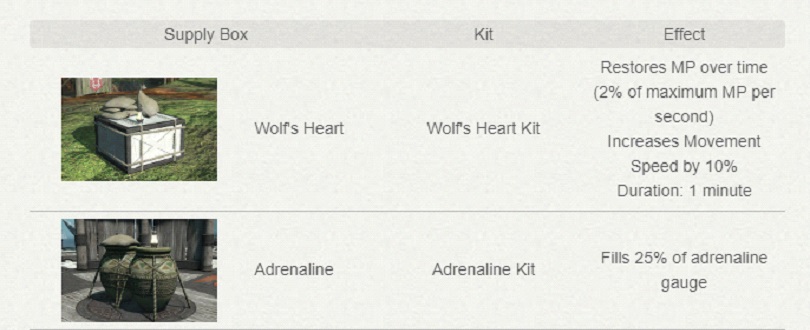 Supply Box Kit Effect
Restores MP over time
(2% of maximum MP per
second)
Wolf's Heart Wolf's Heart Kit
Increases Movement
Speed by 10%
Duration: 1 minute
Adrenaline Adrenaline Kit
Fills 25% of adrenaline
gauge